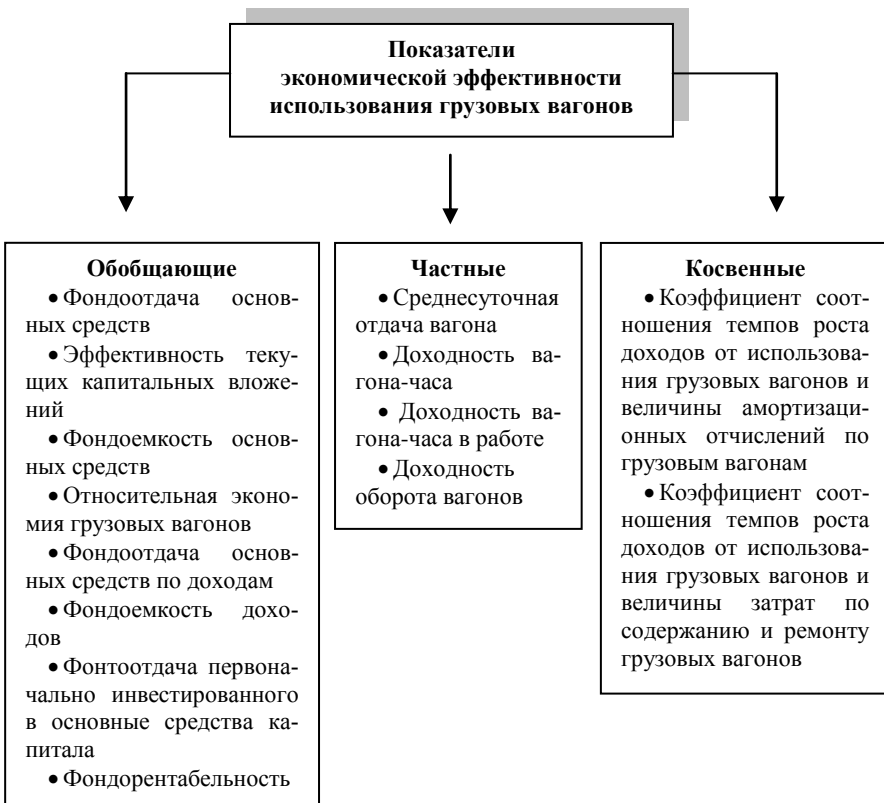 Показатели
экономической эффективности
использования грузовых вагонов
Обобщающие
• Фондоотдача основ-
ных средств
• Эффективность теку-
щих капитальных вложе-
ний
• Фондоемкость основ-
ных средств
• Относительная эконо-
мия грузовых вагонов
• Фондоотдача основ-
ных средств по доходам
• Фондоемкость дохо-
дов
• Фонтоотдача первона-
чально инвестированного
в основные средства ка-
питала
• Фондорентабельность
Частные
• Среднесуточная
отдача вагона
• Доходность ва-
гона-часа
• Доходность ва-
гона-часа в работе
• Доходность
оборота вагонов
Косвенные
• Коэффициент соот-
ношения темпов роста
доходов от использова-
ния грузовых вагонов и
величины амортизаци-
онных отчислений по
грузовым вагонам
• Коэффициент соот-
ношения темпов роста
доходов от использова-
ния грузовых вагонов и
величины затрат по
содержанию и ремонту
грузовых вагонов